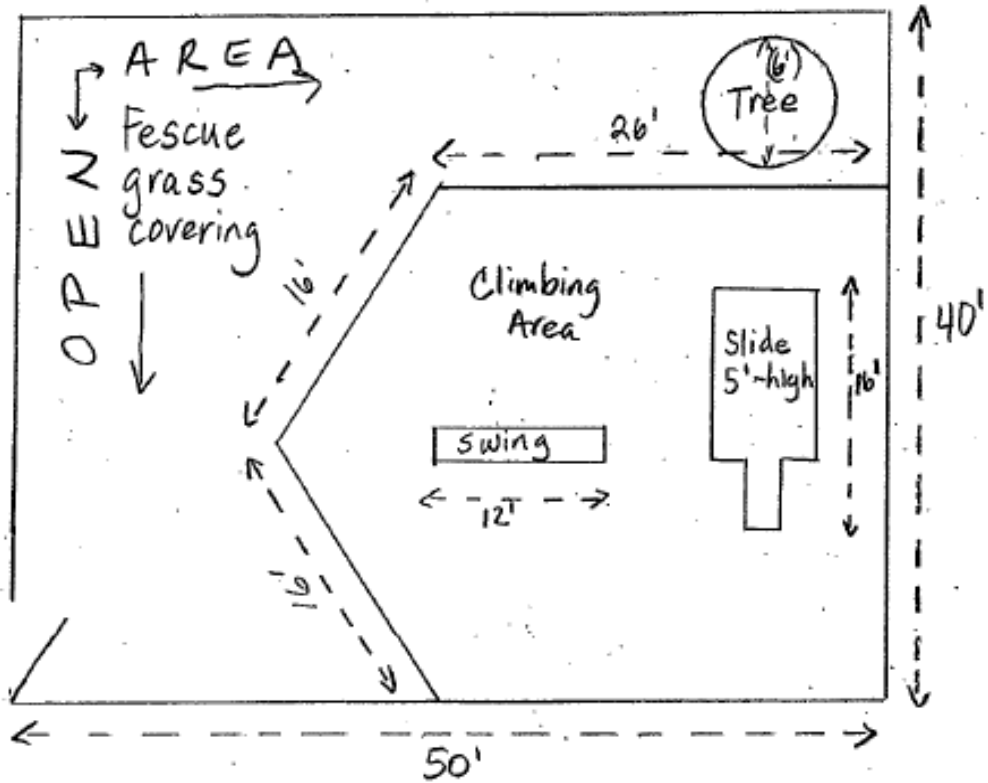 AREA
OPEN
Fescue
grass
covering
(6')
Tree
26'
16'
Climbing
Area
Slide
5'-high
16'
40'
swing
12'
16'
50'